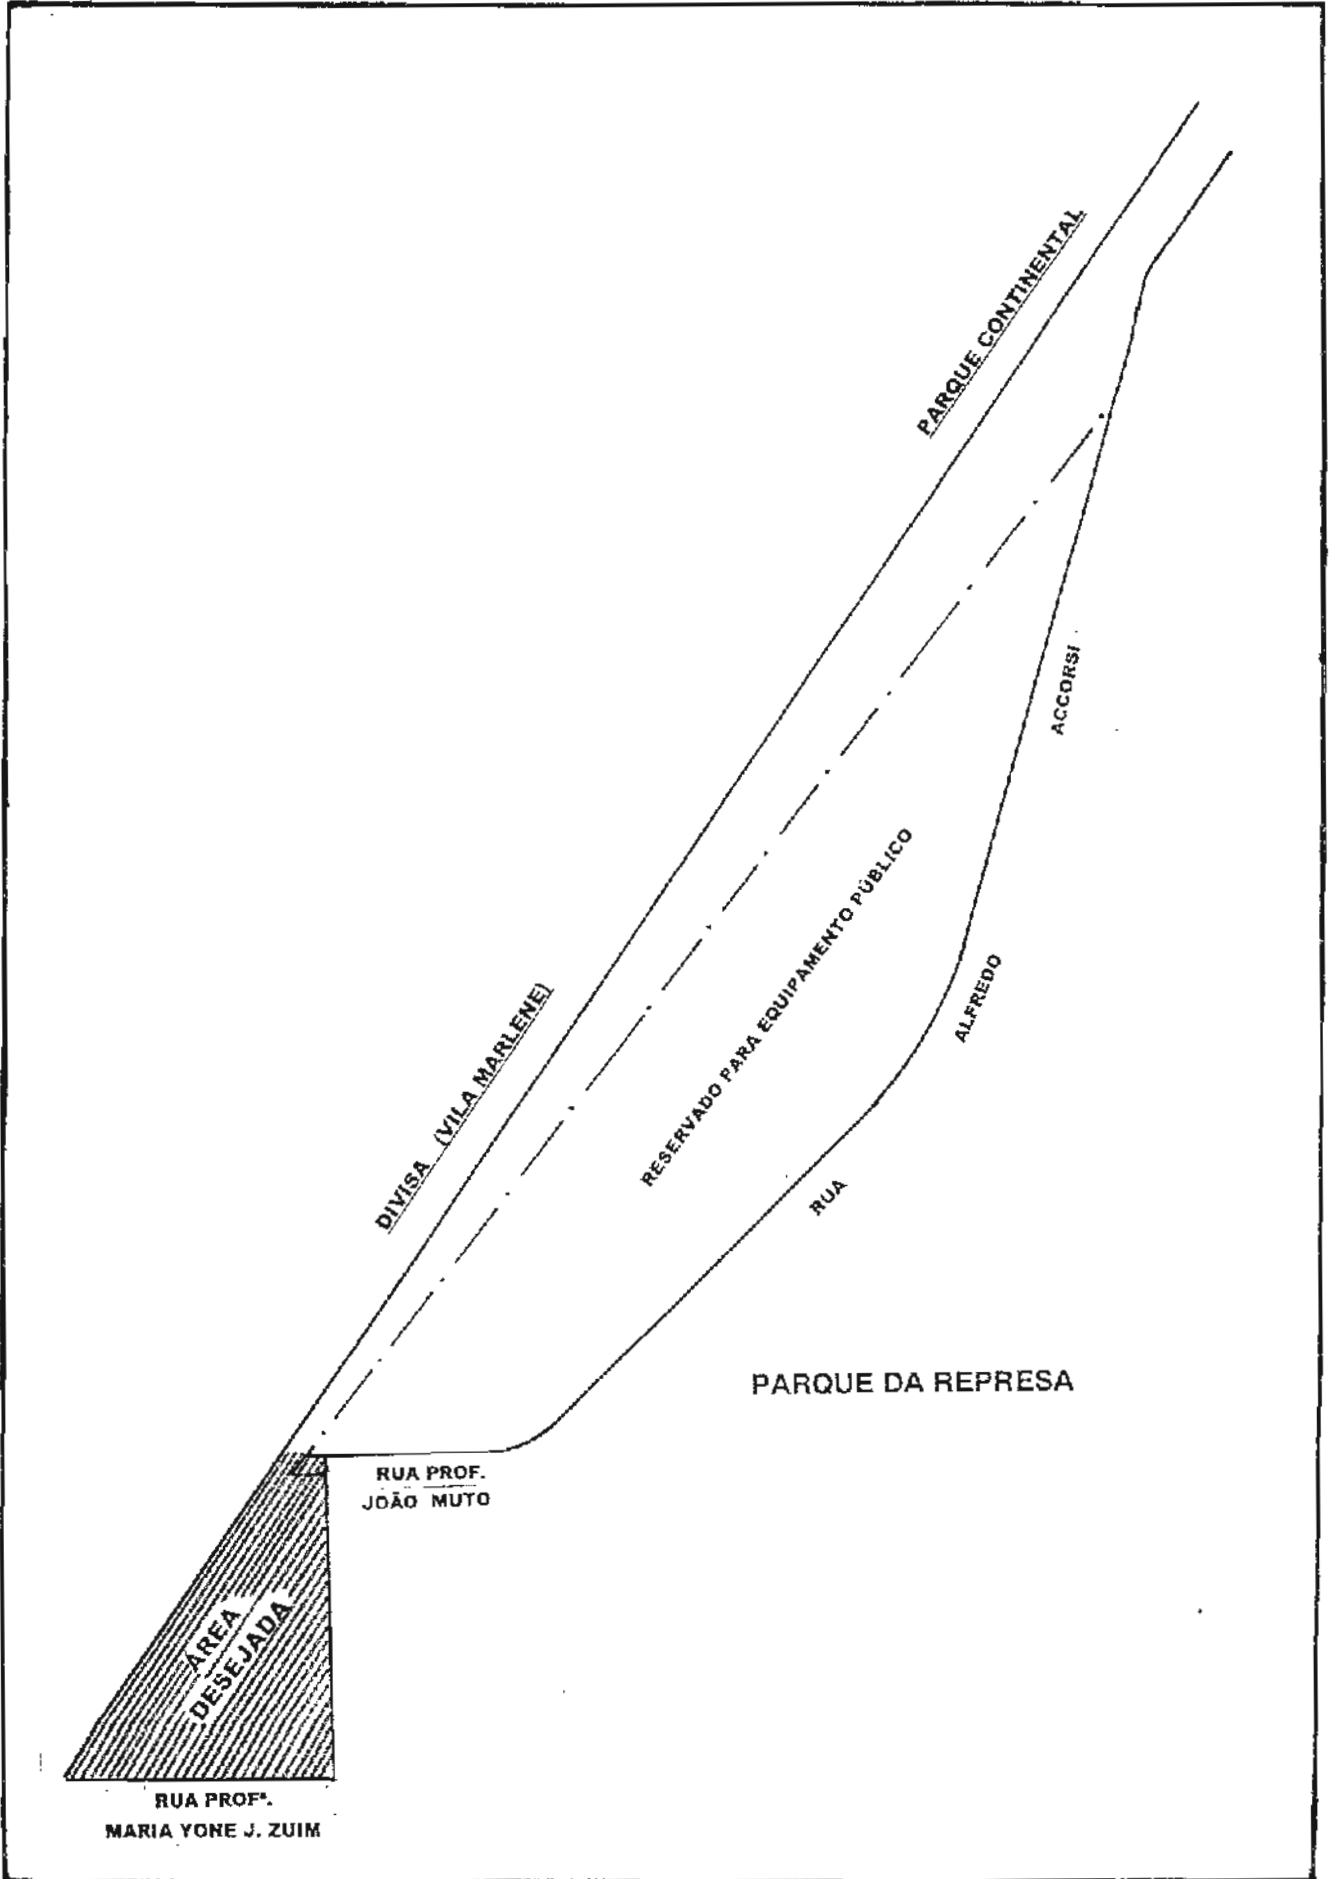 PARQUE CONTINENTAL
ACCORSI
RESERVADO PARA EQUIPAMENTO PÚBLICO
ALFREDO
DIVISA (VILA MARLENE)
RUA
PARQUE DA REPRESA
RUA PROF.
JOÃO MUTO
ÁREA
DESEJADA
RUA PROFª.
MARIA YONE J. ZUIM